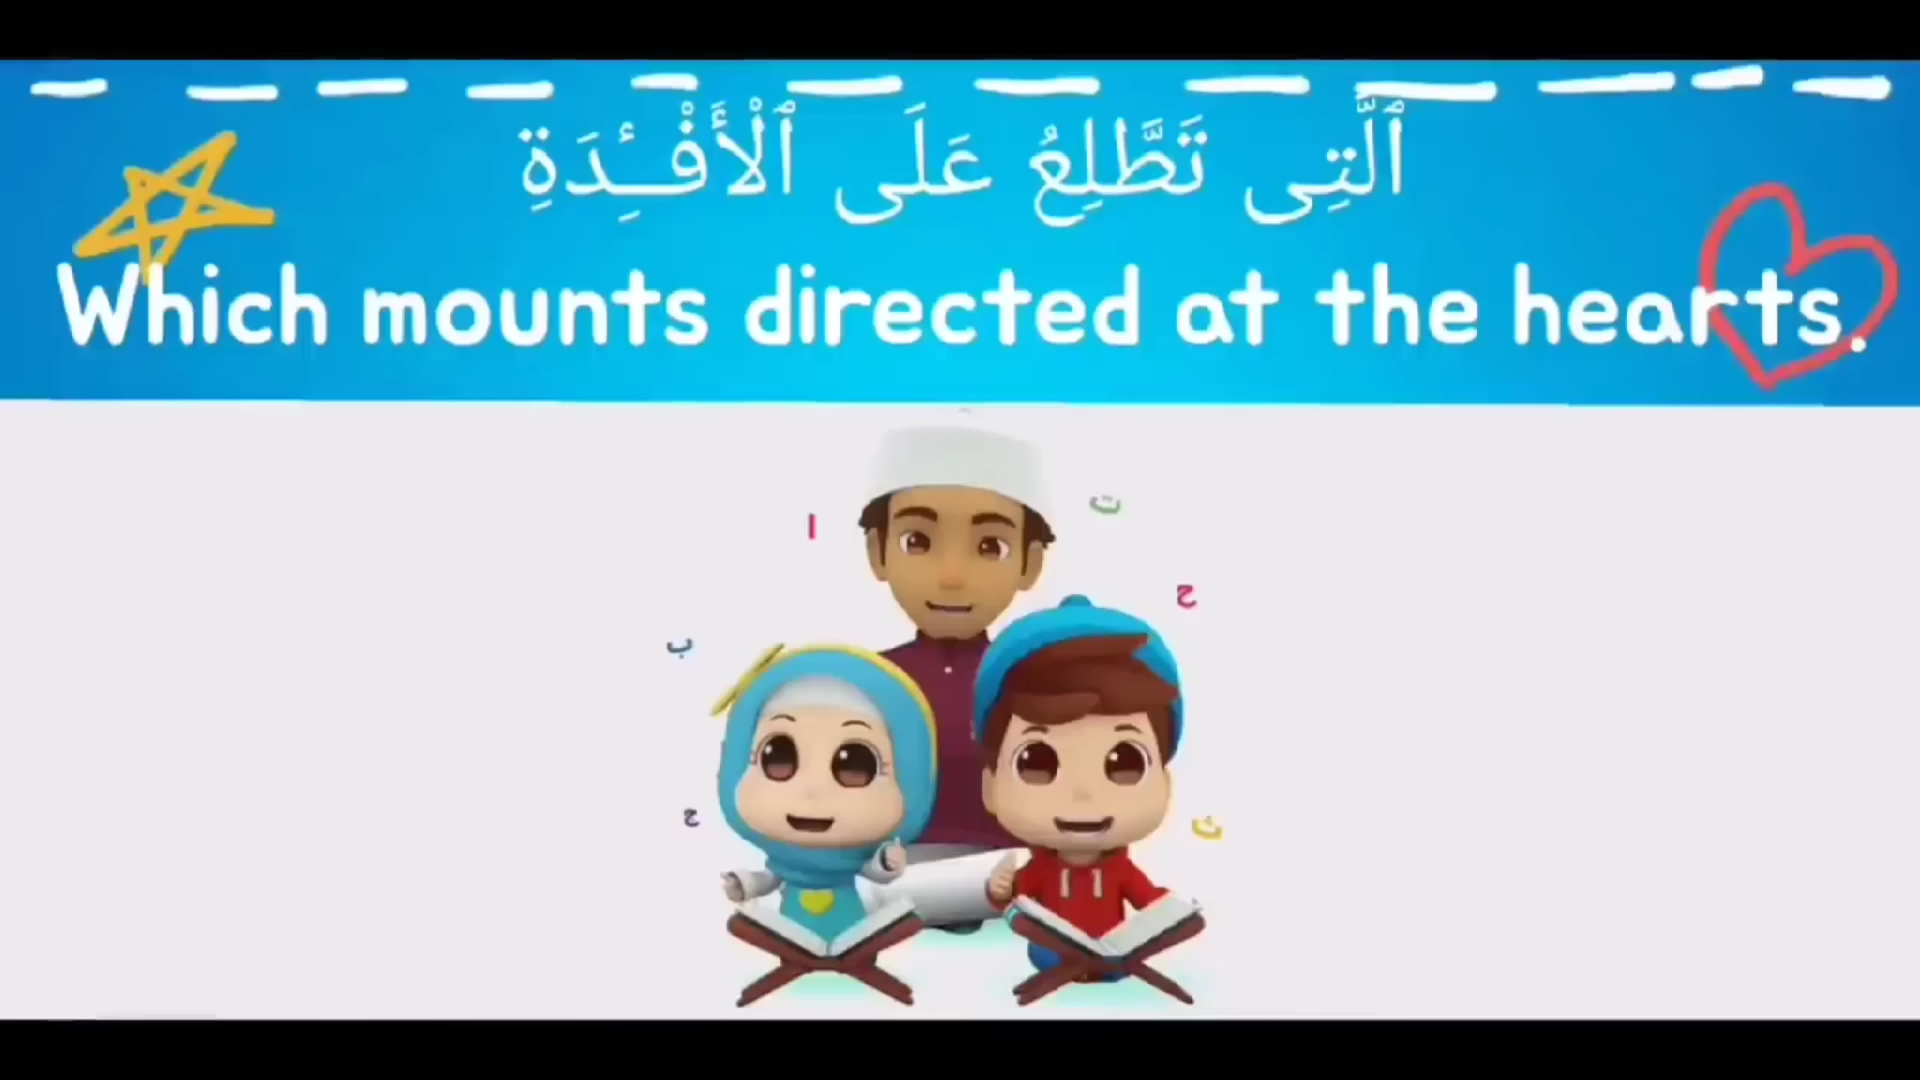 ٱلَّتِى تَطَّلِعُ عَلَى ٱلْأَفْـِٔدَةِ
Which mounts directed at the hearts.
ا
ت
ح
ب
ج
ث